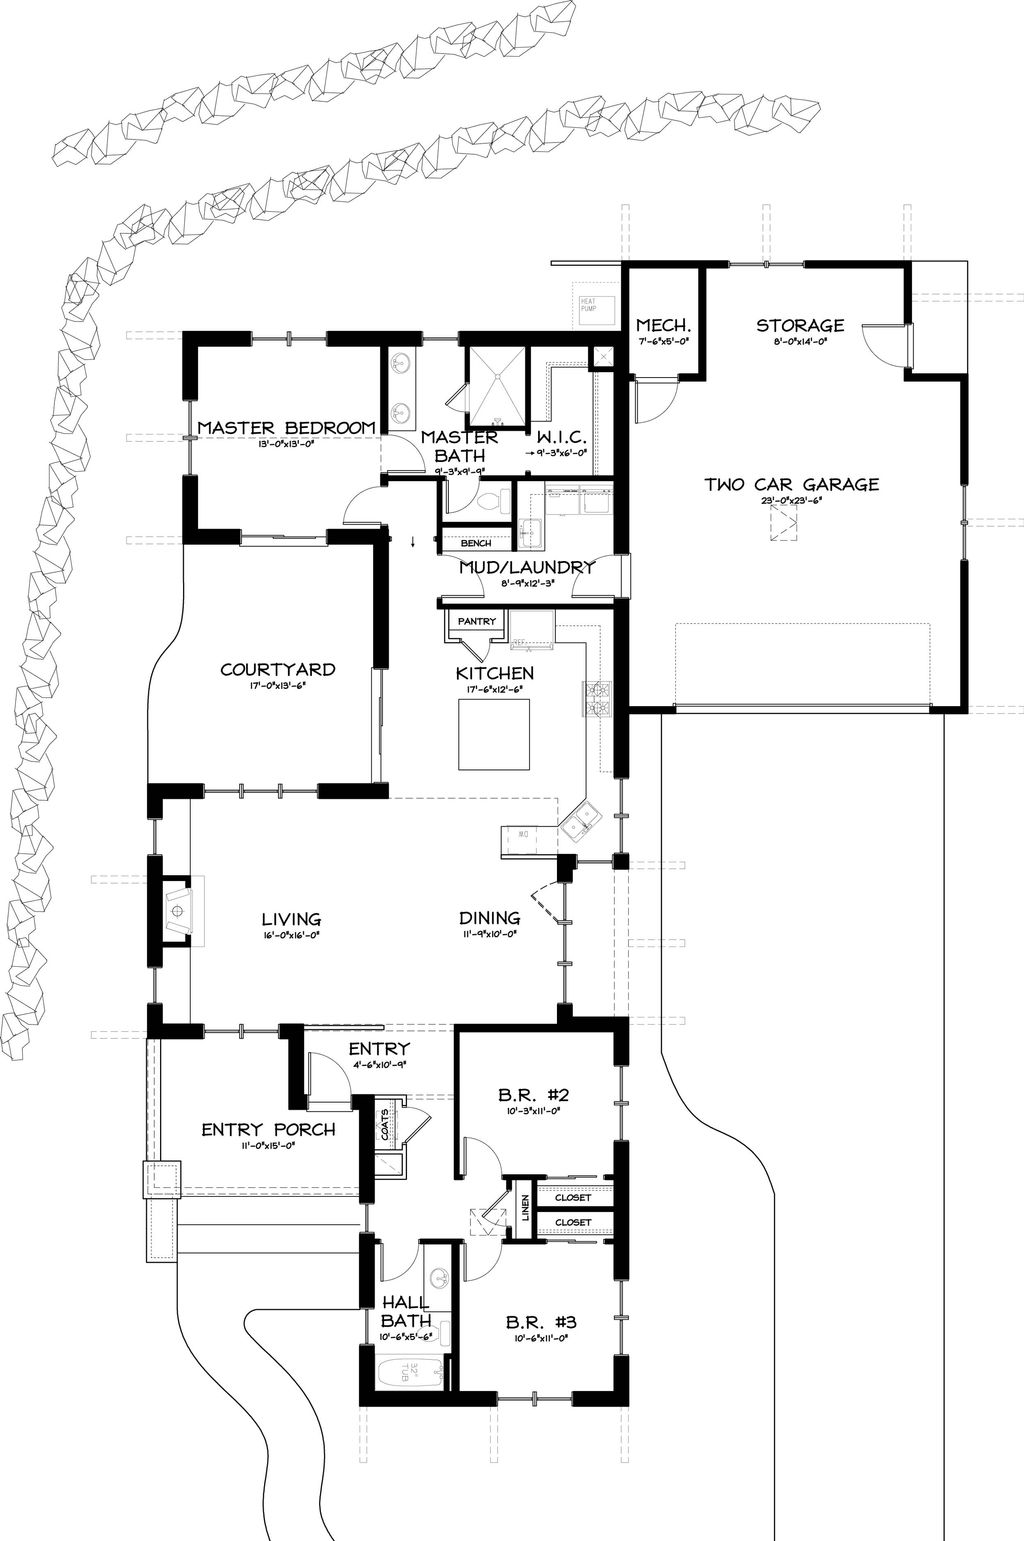 HEAT
PUMP
MECH.
7'-6"x5'-0"
STORAGE
8'-0"x14'-0"
MASTER BEDROOM
13'-0"x13'-0"
MASTER
BATH
9'-3"x9'-9"
W.I.C.
9'-3"x6'-0"
TWO CAR GARAGE
23'-0"x23'-6"
BENCH
MUD/LAUNDRY
8'-9"x12'-3"
PANTRY
REF
COURTYARD
17'-0"x13'-6"
KITCHEN
17'-6"x12'-6"
DW
LIVING
16'-0"x16'-0"
DINING
11'-9"x10'-0"
ENTRY
4'-6"x10'-9"
B.R. #2
10'-3"x11'-0"
COATS
ENTRY PORCH
11'-0"x15'-0"
CLOSET
LINEN
CLOSET
HALL
BATH
10'-6"x5'-6"
B.R. #3
10'-6"x11'-0"
32"
TUB